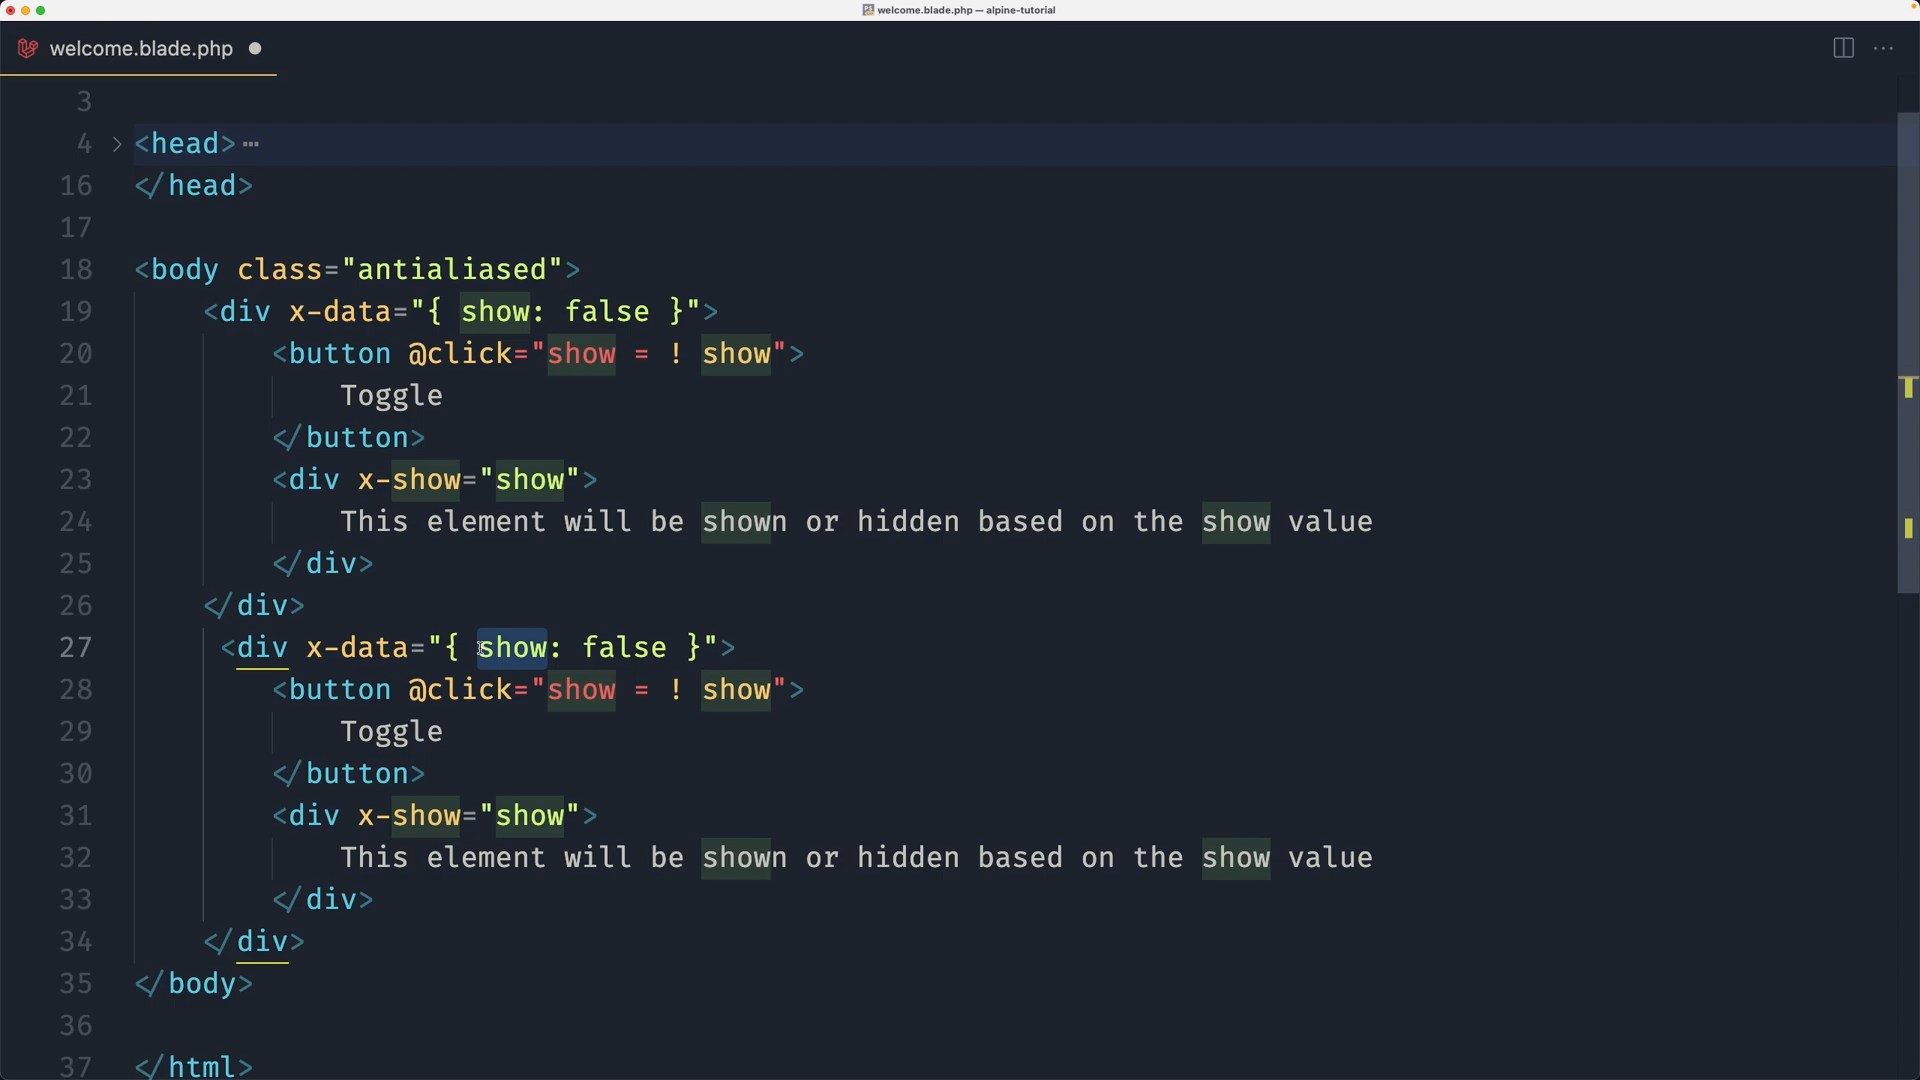 welcome.blade.php — alpine-tutorial
welcome.blade.php
3
4 <head>
16 </head>
17
18 <body class="antialiased">
19 <div x-data="{ show: false }">
20 <button @click="show = ! show">
21 Toggle
22 </button>
23 <div x-show="show">
24 This element will be shown or hidden based on the show value
25 </div>
26 </div>
27 <div x-data="{ show: false }">
28 <button @click="show = ! show">
29 Toggle
30 </button>
31 <div x-show="show">
32 This element will be shown or hidden based on the show value
33 </div>
34 </div>
35 </body>
36
37 </html>